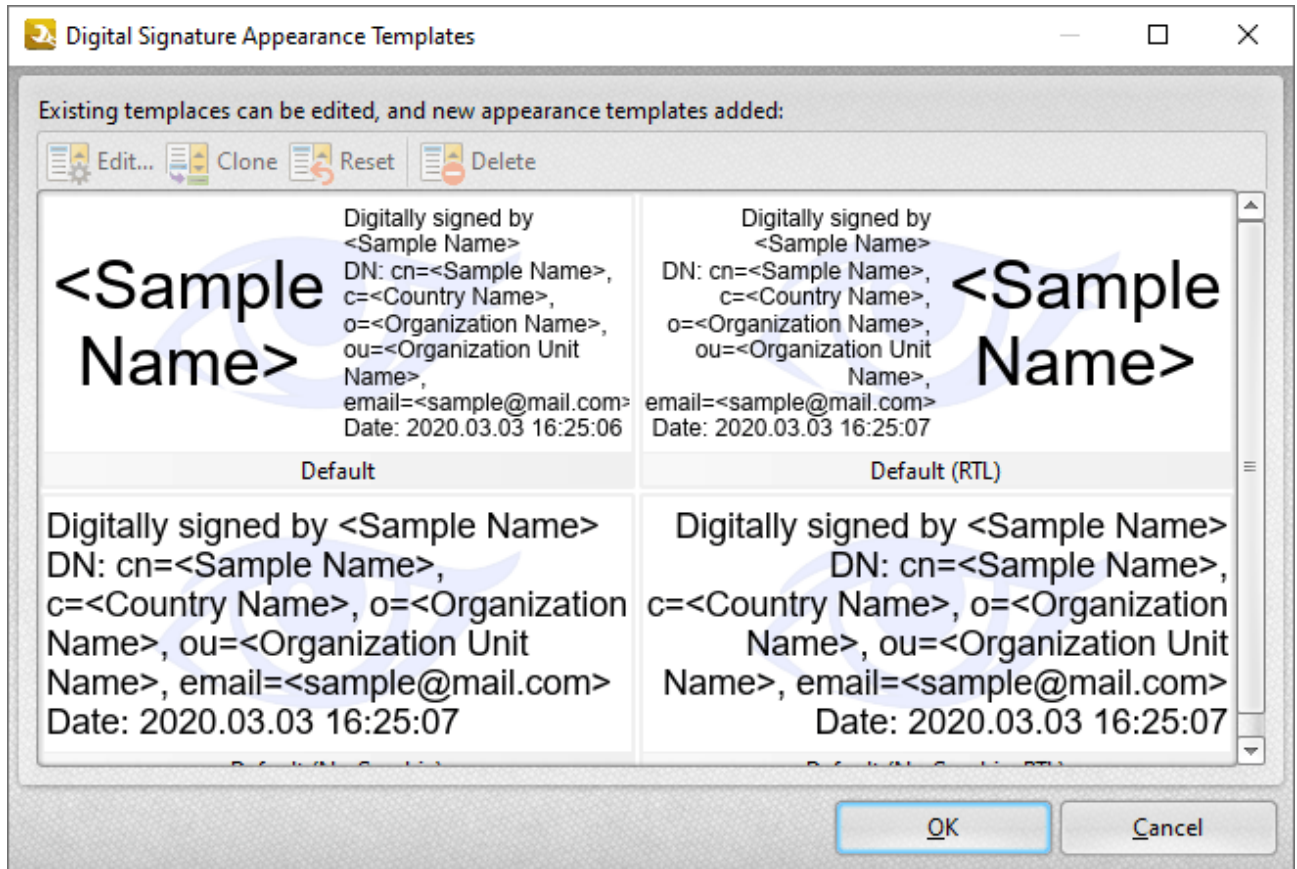 Digital Signature Appearance Templates
Existing templaces can be edited, and new appearance templates added:
Edit... Clone Reset Delete
<Sample
Name>
Digitally signed by
<Sample Name>
DN: cn=<Sample Name>,
c=<Country Name>,
o=<Organization Name>,
ou=<Organization Unit
Name>,
email=<sample@mail.com>
Date: 2020.03.03 16:25:06
Default
Digitally signed by
<Sample Name>
DN: cn=<Sample Name>,
c=<Country Name>,
o=<Organization Name>,
ou=<Organization Unit
Name>,
email=<sample@mail.com>
Date: 2020.03.03 16:25:07
<Sample
Name>
Default (RTL)
Digitally signed by <Sample Name>
DN: cn=<Sample Name>,
c=<Country Name>, o=<Organization
Name>, ou=<Organization Unit
Name>, email=<sample@mail.com>
Date: 2020.03.03 16:25:07
Digitally signed by <Sample Name>
DN: cn=<Sample Name>,
c=<Country Name>, o=<Organization
Name>, ou=<Organization Unit
Name>, email=<sample@mail.com>
Date: 2020.03.03 16:25:07
OK
Cancel